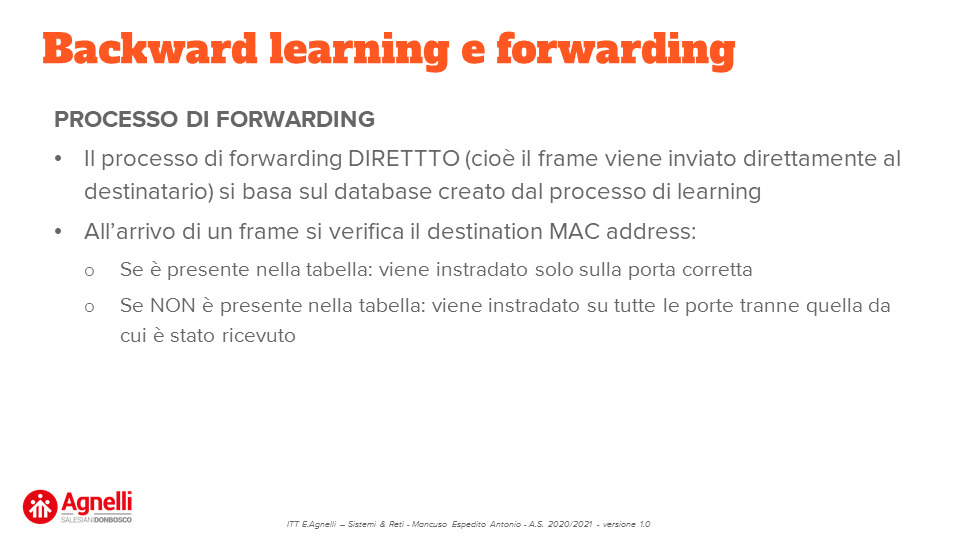 Backward learning e forwarding
PROCESSO DI FORWARDING
• Il processo di forwarding DIRETTTO (cioè il frame viene inviato direttamente al
destinatario) si basa sul database creato dal processo di learning
• All’arrivo di un frame si verifica il destination MAC address:
o Se è presente nella tabella: viene instradato solo sulla porta corretta
o Se NON è presente nella tabella: viene instradato su tutte le porte tranne quella da
cui è stato ricevuto
Agnelli
SALESIANIDONBOSCO
ITT E.Agnelli – Sistemi & Reti - Mancuso Espedito Antonio - A.S. 2020/2021 - versione 1.0